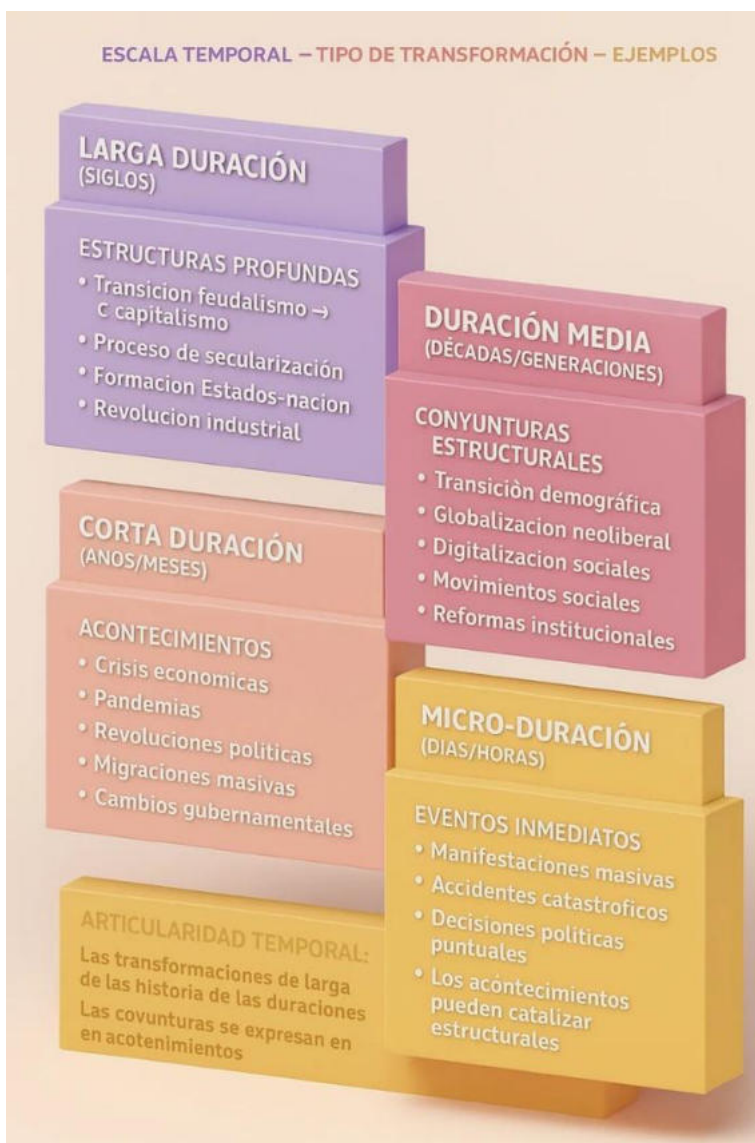 ESCALA TEMPORAL – TIPO DE TRANSFORMACIÓN – EJEMPLOS
LARGA DURACIÓN
(SIGLOS)
ESTRUCTURAS PROFUNDAS
• Transicion feudalismo →
C capitalismo
• Proceso de secularización
• Formacion Estados-nacion
• Revolucion industrial
DURACIÓN MEDIA
(DÉCADAS/GENERACIONES)
CONYUNTURAS
ESTRUCTURALES
• Transiciòn demográfica
• Globalizacion neoliberal
• Digitalizacion sociales
• Movimientos sociales
• Reformas institucionales
CORTA DURACIÓN
(ANOS/MESES)
ACONTECIMIENTOS
• Crisis economicas
• Pandemias
• Revoluciones politicas
• Migraciones masivas
• Cambios gubernamentales
MICRO-DURACIÓN
(DIAS/HORAS)
EVENTOS INMEDIATOS
• Manifestaciones masivas
• Accidentes catastroficos
• Decisiones politicas
puntuales
• Los acóntecimientos
pueden catalizar
estructurales
ARTICULARIDAD TEMPORAL:
Las transformaciones de larga
de las historia de las duraciones
Las covunturas se expresan en
en acotenimientos